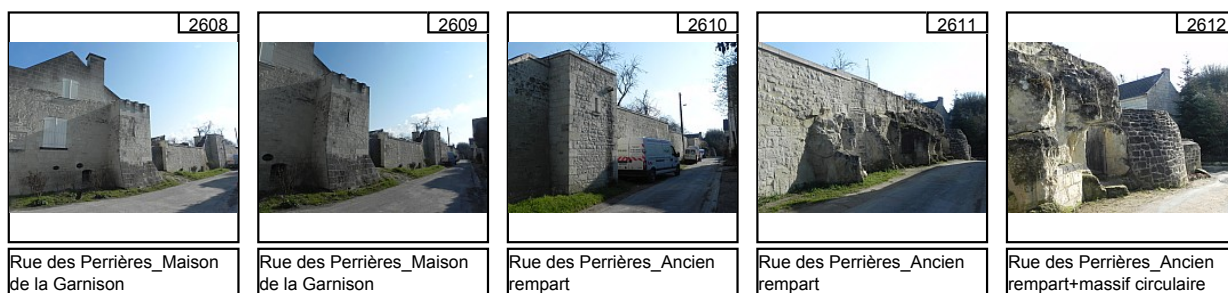 2608
2609
2610
2611
2612
Rue des Perrières_Maison
de la Garnison
Rue des Perrières_Maison
de la Garnison
Rue des Perrières_Ancien
rempart
Rue des Perrières_Ancien
rempart
Rue des Perrières_Ancien
rempart+massif circulaire